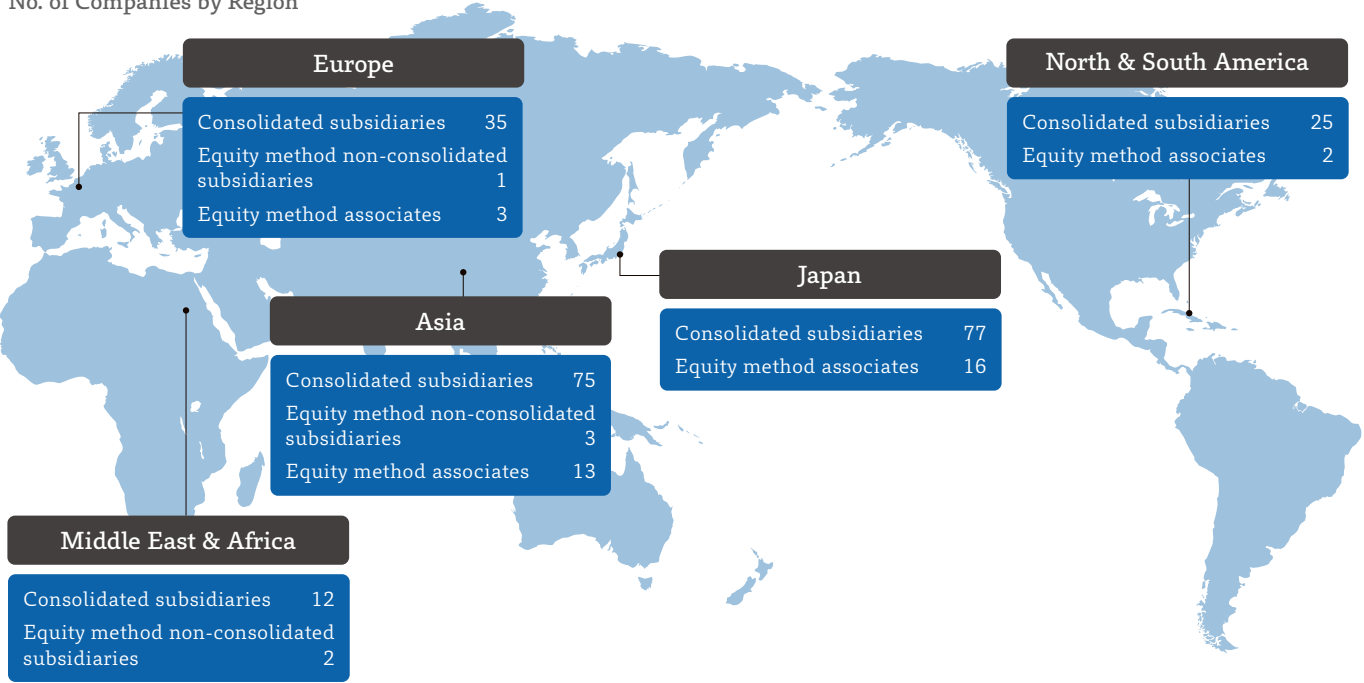 No. of Companies by Region
Europe
Consolidated subsidiaries 35
Equity method non-consolidated
subsidiaries 1
Equity method associates 3
North & South America
Consolidated subsidiaries 25
Equity method associates 2
Japan
Consolidated subsidiaries 77
Equity method associates 16
Asia
Consolidated subsidiaries 75
Equity method non-consolidated
subsidiaries 3
Equity method associates 13
Middle East & Africa
Consolidated subsidiaries 12
Equity method non-consolidated
subsidiaries 2